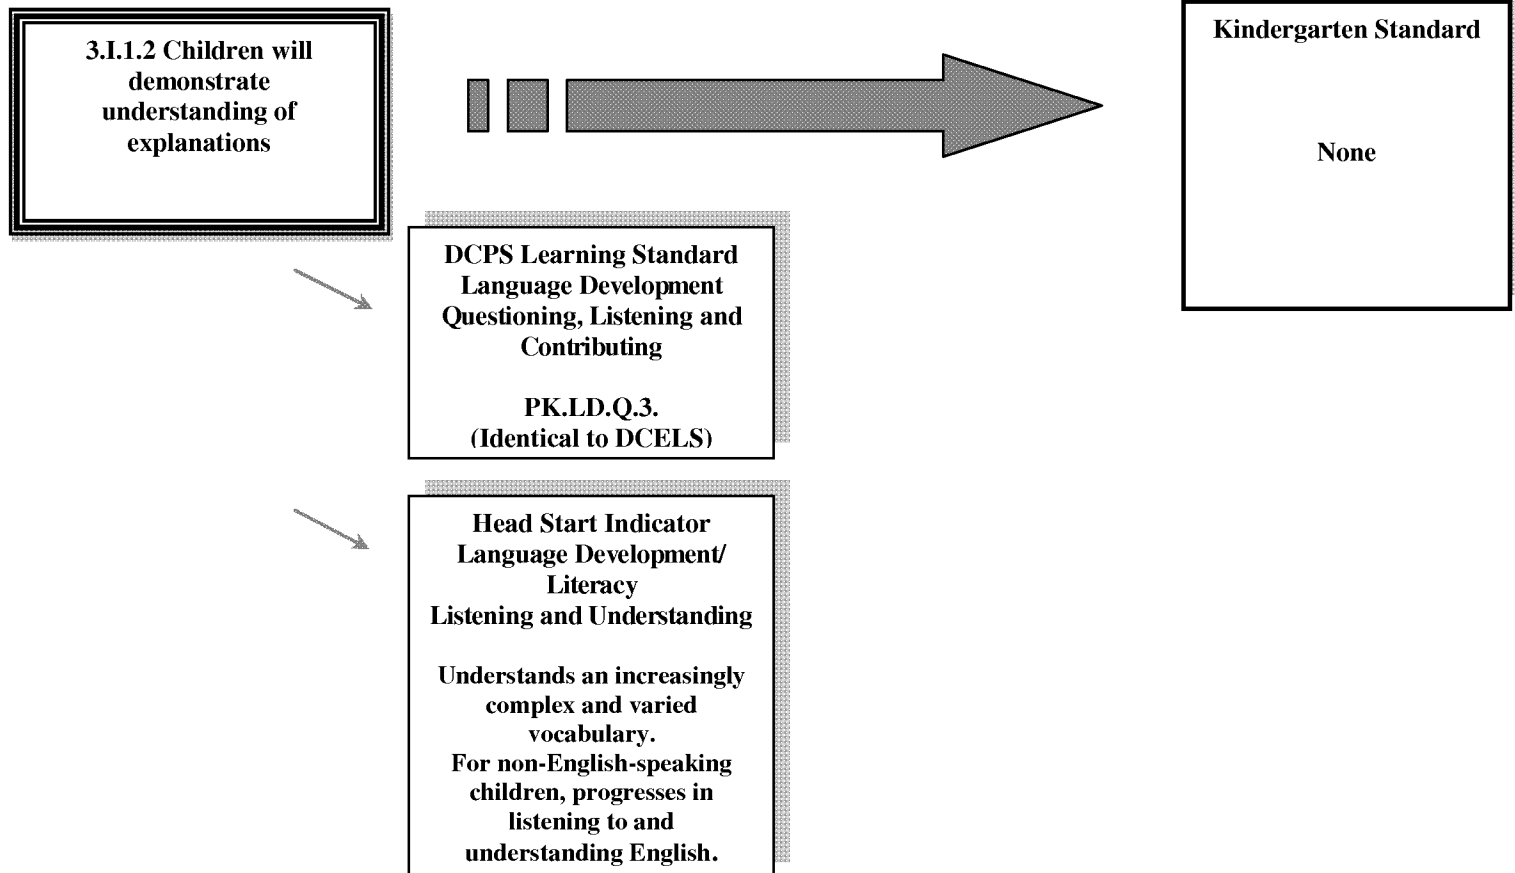 3.I.1.2 Children will
demonstrate
understanding of
explanations
Kindergarten Standard
None
DCPS Learning Standard
Language Development
Questioning, Listening and
Contributing
PK.LD.Q.3.
(Identical to DCELS)
Head Start Indicator
Language Development/
Literacy
Listening and Understanding
Understands an increasingly
complex and varied
vocabulary.
For non-English-speaking
children, progresses in
listening to and
understanding English.